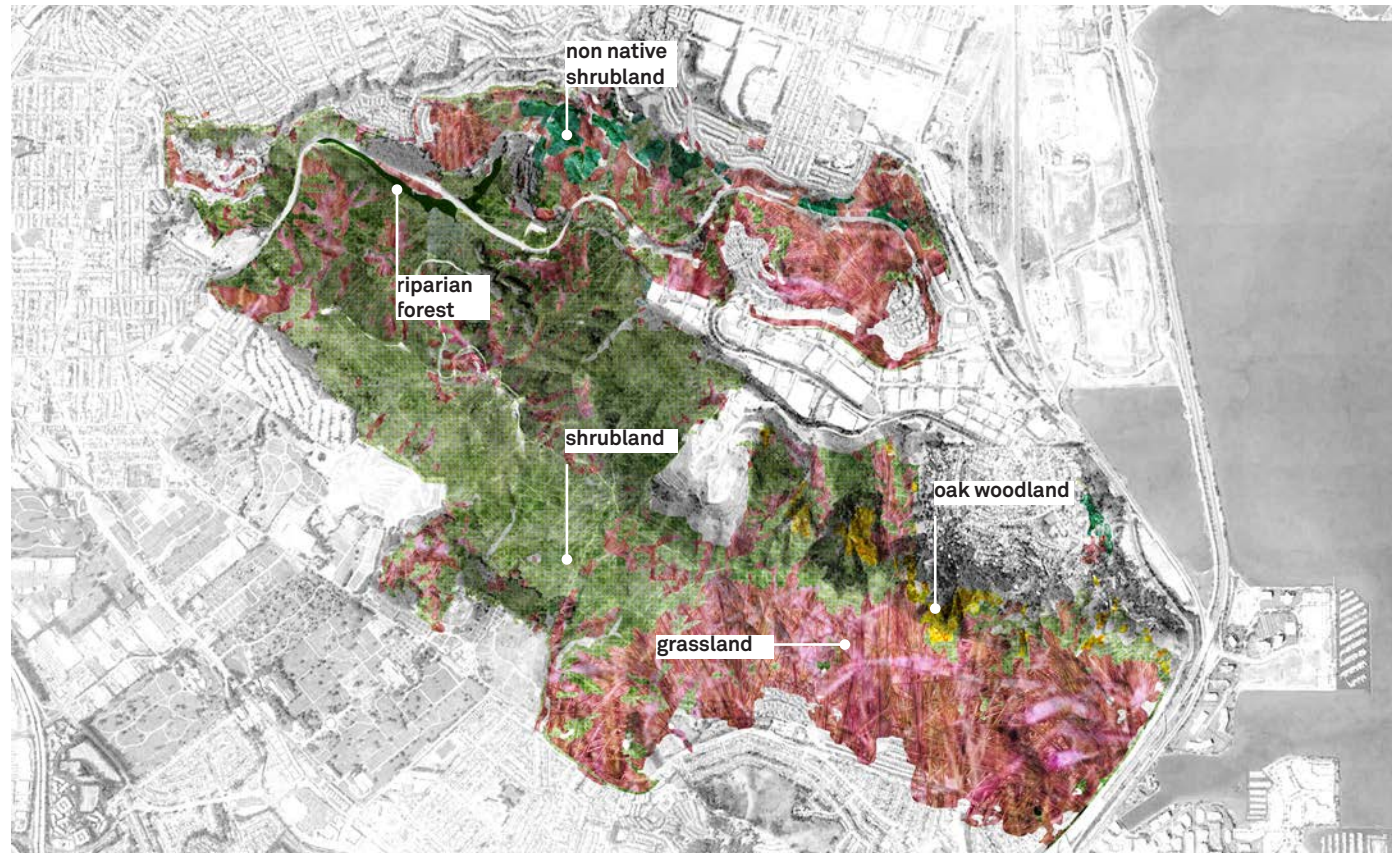 non native
shrubland
riparian
forest
shrubland
oak woodland
grassland